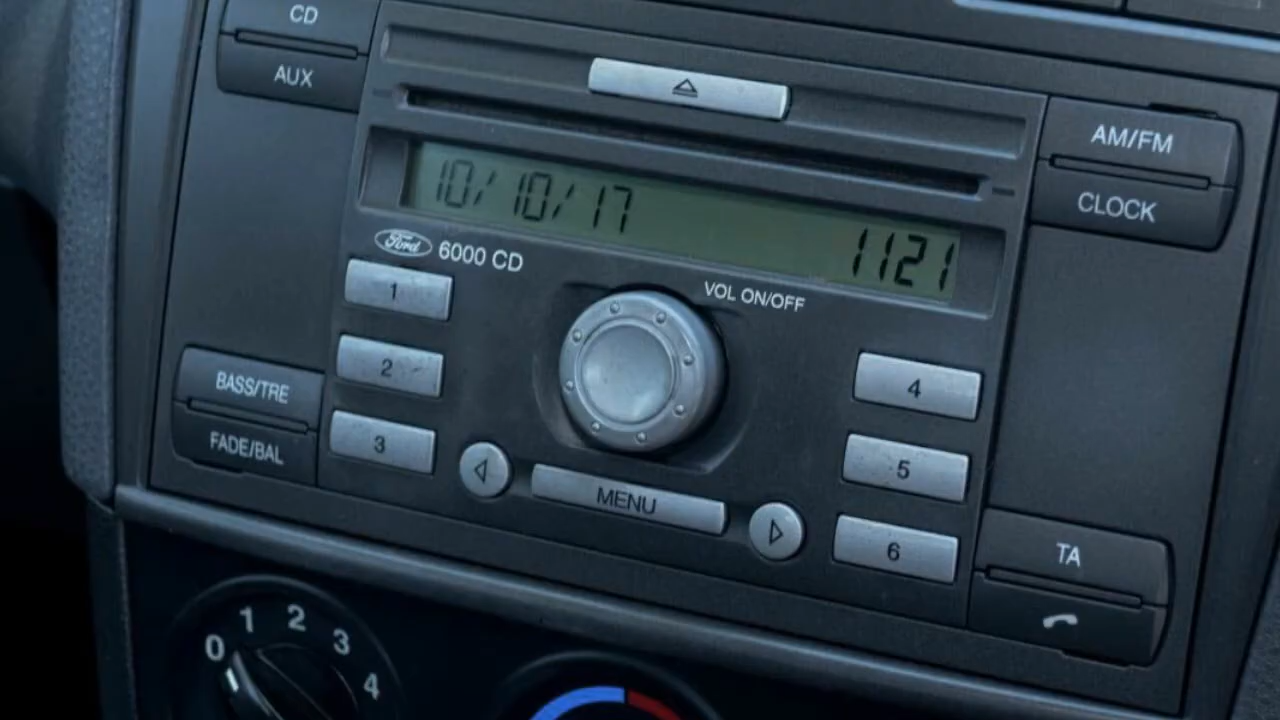 CD
AUX
AM/FM
CLOCK
10/10/17
1121
Ford 6000 CD
VOL ON/OFF
1
2
3
4
5
6
BASS/TRE
FADE/BAL
MENU
TA
0 1 2 3 4